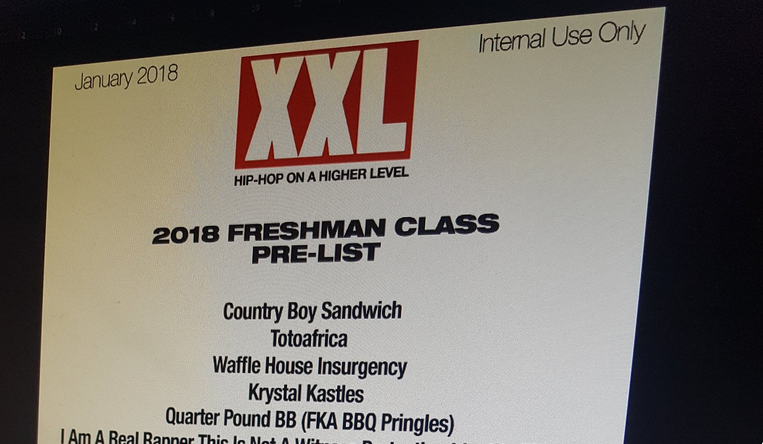 January 2018
Internal Use Only
XXL
HIP-HOP ON A HIGHER LEVEL
2018 FRESHMAN CLASS
PRE-LIST
Country Boy Sandwich
Totoafrica
Waffle House Insurgency
Krystal Kastles
Quarter Pound BB (FKA BBQ Pringles)
I Am A Real Rapper This Is Not A Witness